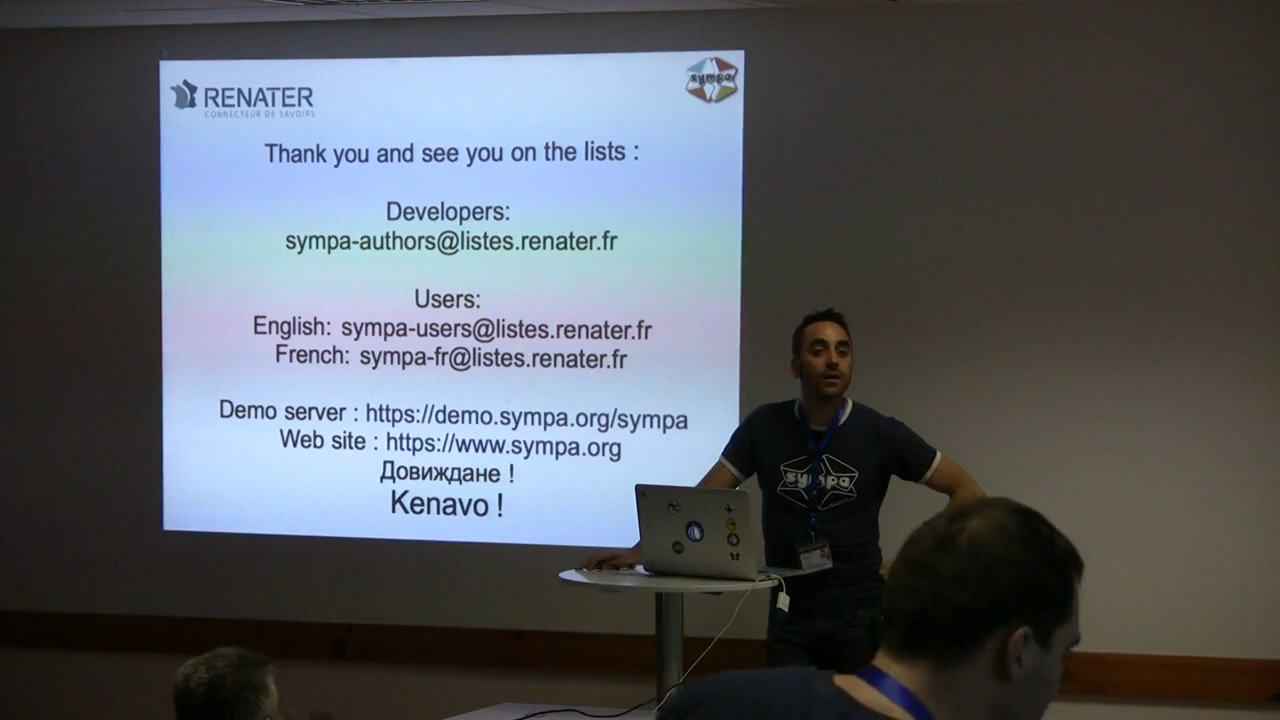 RENATER
CONNECTEUR DE SAVOIRS
sympa
Thank you and see you on the lists :
Developers:
sympa-authors@listes.renater.fr
Users:
English: sympa-users@listes.renater.fr
French: sympa-fr@listes.renater.fr
Demo server : https://demo.sympa.org/sympa
Web site : https://www.sympa.org
Довиждане !
Kenavo !
sympa